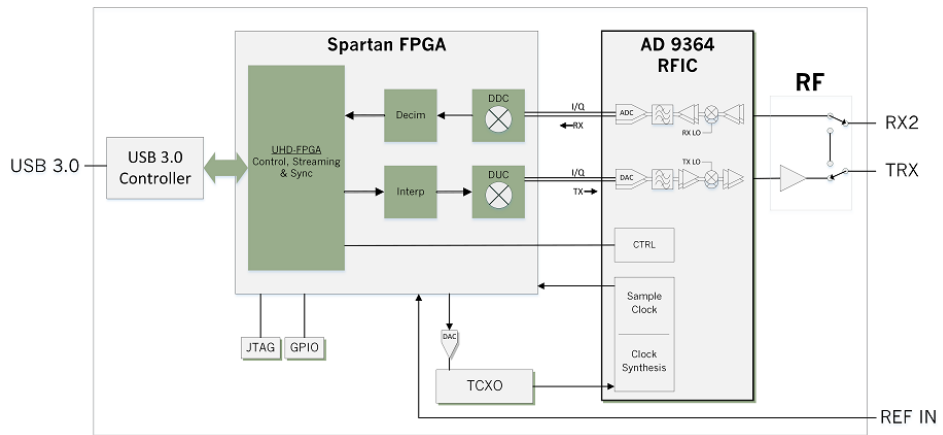 Spartan FPGA
AD 9364
RFIC
RF
DDC
Decim
I/Q
RX
ADC
RX LO
RX2
UHD-FPGA
Control, Streaming
& Sync
USB 3.0
USB 3.0
Controller
DUC
Interp
I/Q
TX
DAC
TX LO
TRX
CTRL
Sample
Clock
Clock
Synthesis
JTAG
GPIO
DAC
TCXO
REF IN